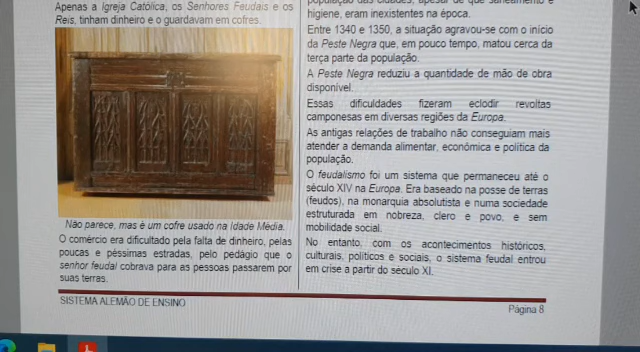 Apenas a Igreja Católica, os Senhores Feudais e os
Reis, tinham dinheiro e o guardavam em cofres.
Não parece, mas é um cofre usado na Idade Média.
O comércio era dificultado pela falta de dinheiro, pelas
poucas e péssimas estradas, pelo pedágio que o
senhor feudal cobrava para as pessoas passarem por
suas terras.
higiene, eram inexistentes na época.
Entre 1340 e 1350, a situação agravou-se com o início
da Peste Negra que, em pouco tempo, matou cerca da
terça parte da população.
A Peste Negra reduziu a quantidade de mão de obra
disponível.
Essas dificuldades fizeram eclodir revoltas
camponesas em diversas regiões da Europa.
As antigas relações de trabalho não conseguiam mais
atender a demanda alimentar, econômica e política da
população.
O feudalismo foi um sistema que permaneceu até o
século XIV na Europa. Era baseado na posse de terras
(feudos), na monarquia absolutista e numa sociedade
estruturada em nobreza, clero e povo, e sem
mobilidade social.
No entanto, com os acontecimentos históricos,
culturais, políticos e sociais, o sistema feudal entrou
em crise a partir do século XI.
SISTEMA ALEMÃO DE ENSINO
Página 8